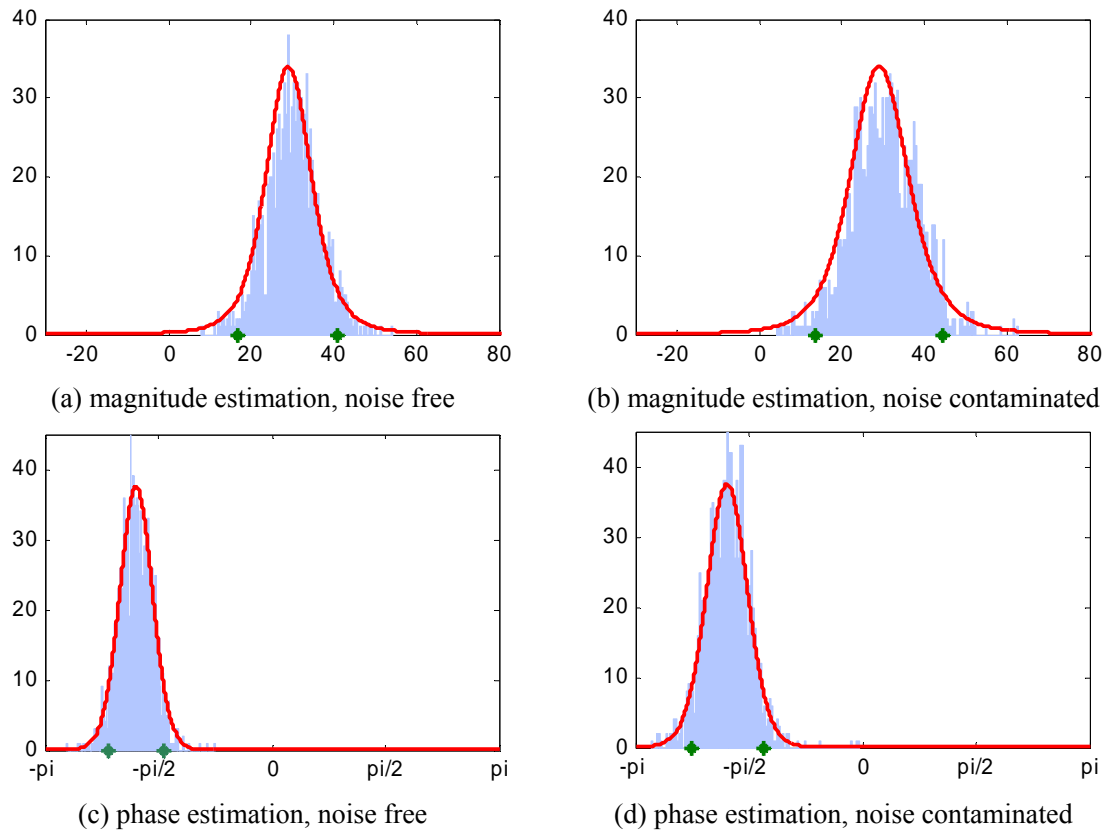 40
30
20
10
0
-20 0 20 40 60 80
(a) magnitude estimation, noise free
40
30
20
10
0
-20 0 20 40 60 80
(b) magnitude estimation, noise contaminated
40
30
20
10
0
-pi -pi/2 0 pi/2 pi
(c) phase estimation, noise free
40
30
20
10
0
-pi -pi/2 0 pi/2 pi
(d) phase estimation, noise contaminated